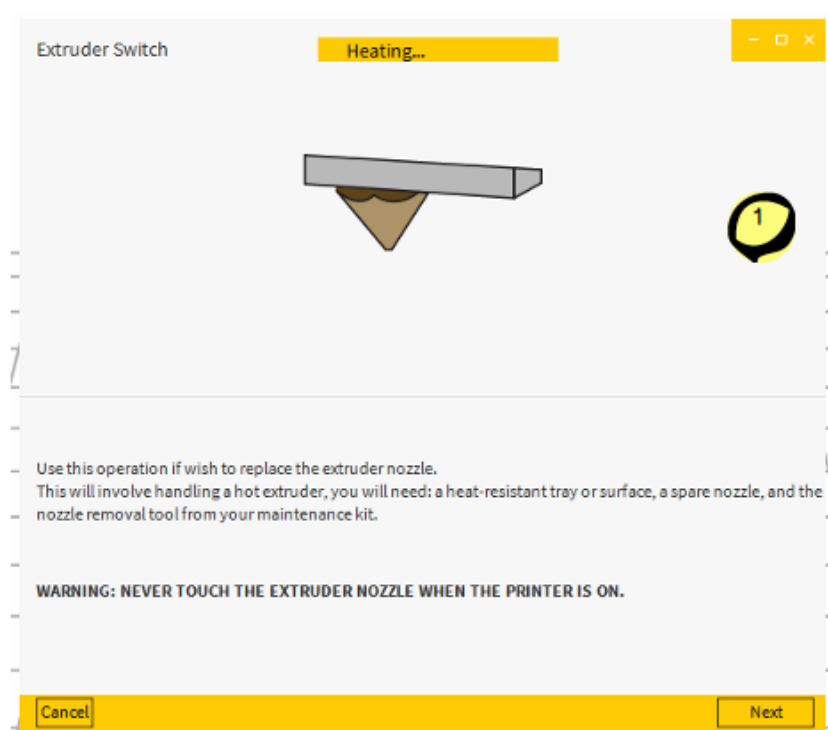 Extruder Switch
Heating...
1
Use this operation if wish to replace the extruder nozzle.
This will involve handling a hot extruder, you will need: a heat-resistant tray or surface, a spare nozzle, and the
nozzle removal tool from your maintenance kit.
WARNING: NEVER TOUCH THE EXTRUDER NOZZLE WHEN THE PRINTER IS ON.
Cancel
Next